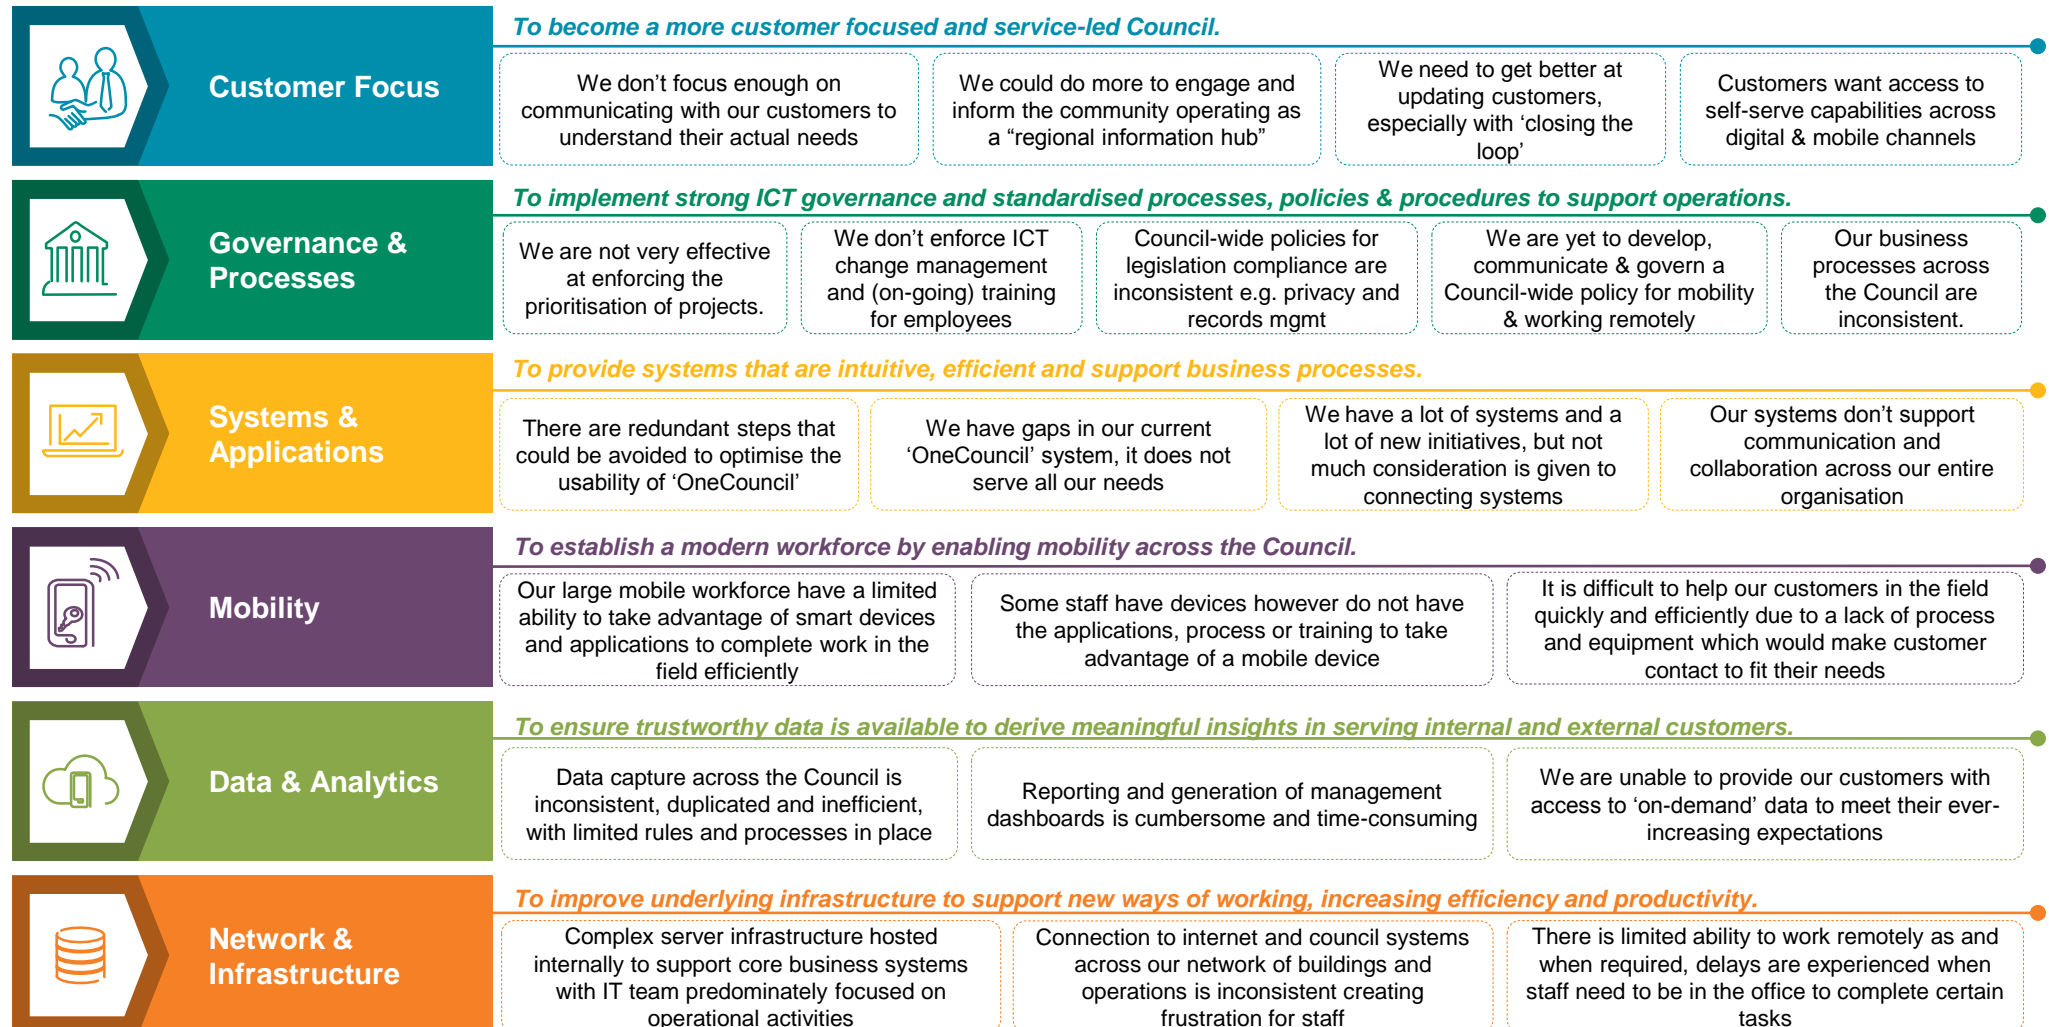 Customer Focus
To become a more customer focused and service-led Council.
We don’t focus enough on
communicating with our customers to
understand their actual needs
We could do more to engage and
inform the community operating as
a “regional information hub”
We need to get better at
updating customers,
especially with ‘closing the
loop’
Customers want access to
self-serve capabilities across
digital & mobile channels
Governance &
Processes
To implement strong ICT governance and standardised processes, policies & procedures to support operations.
We are not very effective
at enforcing the
prioritisation of projects.
We don’t enforce ICT
change management
and (on-going) training
for employees
Council-wide policies for
legislation compliance are
inconsistent e.g. privacy and
records mgmt
We are yet to develop,
communicate & govern a
Council-wide policy for mobility
& working remotely
Our business
processes across
the Council are
inconsistent.
Systems &
Applications
To provide systems that are intuitive, efficient and support business processes.
There are redundant steps that
could be avoided to optimise the
usability of ‘OneCouncil’
We have gaps in our current
‘OneCouncil’ system, it does not
serve all our needs
We have a lot of systems and a
lot of new initiatives, but not
much consideration is given to
connecting systems
Our systems don’t support
communication and
collaboration across our entire
organisation
Mobility
To establish a modern workforce by enabling mobility across the Council.
Our large mobile workforce have a limited
ability to take advantage of smart devices
and applications to complete work in the
field efficiently
Some staff have devices however do not have
the applications, process or training to take
advantage of a mobile device
It is difficult to help our customers in the field
quickly and efficiently due to a lack of process
and equipment which would make customer
contact to fit their needs
Data & Analytics
To ensure trustworthy data is available to derive meaningful insights in serving internal and external customers.
Data capture across the Council is
inconsistent, duplicated and inefficient,
with limited rules and processes in place
Reporting and generation of management
dashboards is cumbersome and time-consuming
We are unable to provide our customers with
access to ‘on-demand’ data to meet their ever-
increasing expectations
Network &
Infrastructure
To improve underlying infrastructure to support new ways of working, increasing efficiency and productivity.
Complex server infrastructure hosted
internally to support core business systems
with IT team predominately focused on
operational activities
Connection to internet and council systems
across our network of buildings and
operations is inconsistent creating
frustration for staff
There is limited ability to work remotely as and
when required, delays are experienced when
staff need to be in the office to complete certain
tasks